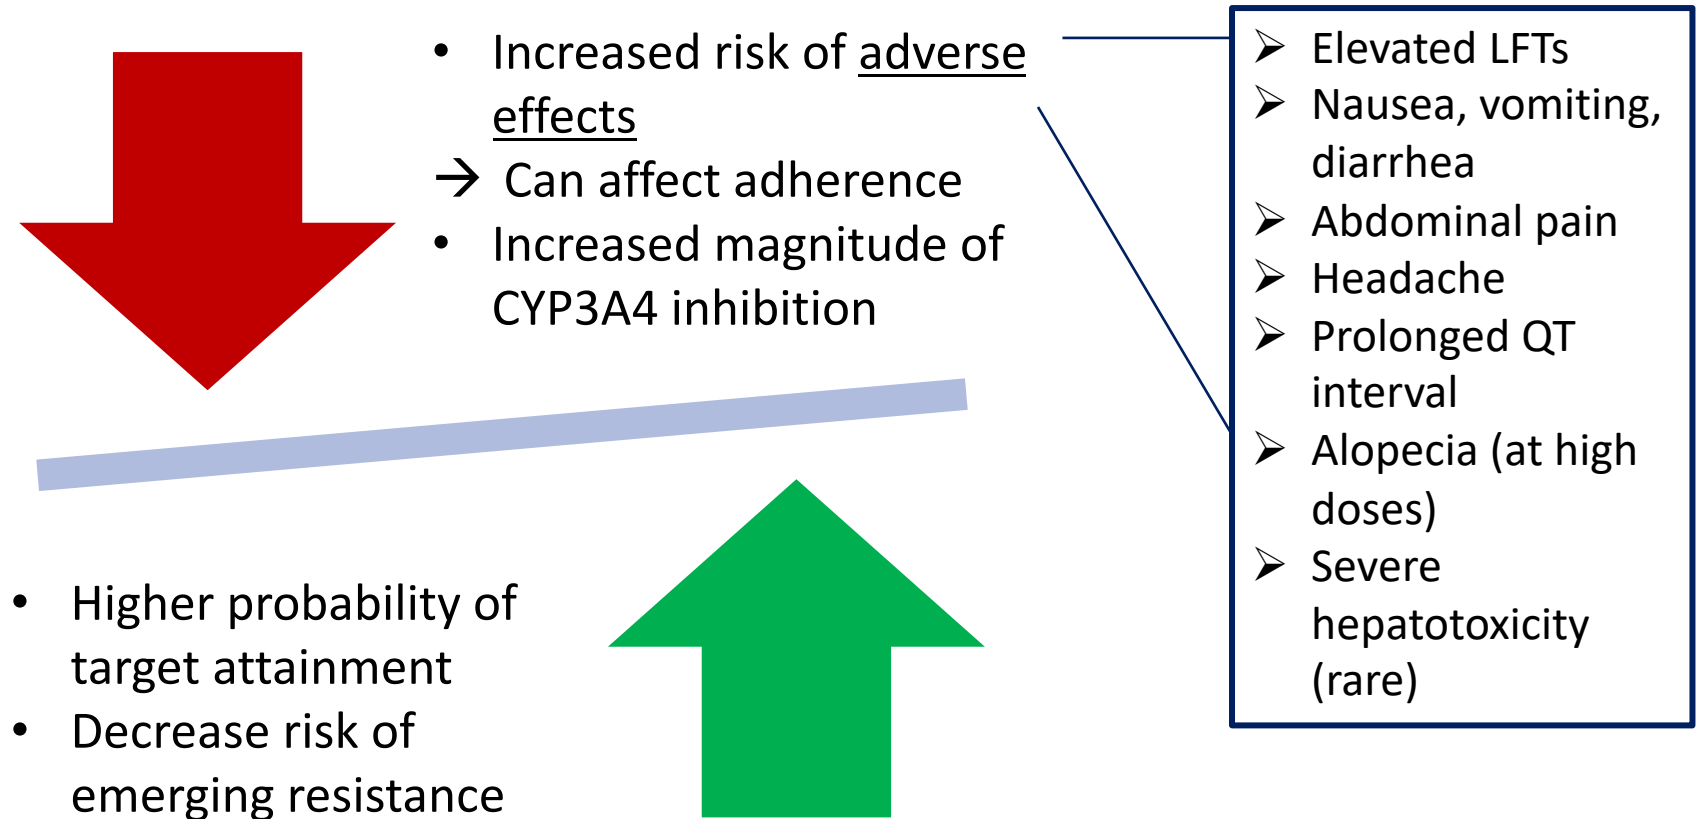 • Increased risk of adverse
effects
→ Can affect adherence
• Increased magnitude of
CYP3A4 inhibition
➢ Elevated LFTs
➢ Nausea, vomiting,
diarrhea
➢ Abdominal pain
➢ Headache
➢ Prolonged QT
interval
➢ Alopecia (at high
doses)
➢ Severe
hepatotoxicity
(rare)
• Higher probability of
target attainment
• Decrease risk of
emerging resistance